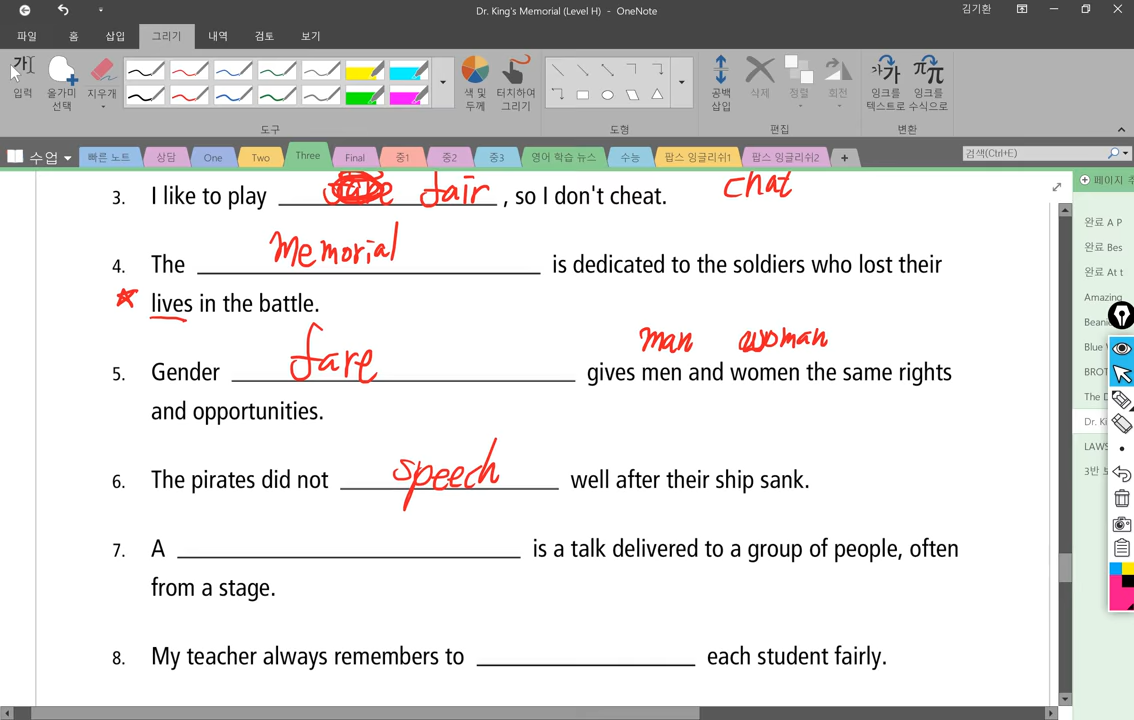 Dr. King's Memorial (Level H) - OneNote
김기환
파일 홈 삽입 그리기 내역 검토 보기
가 입력
올가미 선택
지우개
색 및 두께
터치하여 그리기
공백 삽입
삭제
정렬
회전
잉크를 텍스트로
잉크를 수식으로
도구
도형
편집
변환
수업 빠른 노트 상담 One Two Three Final 중1 중2 중3 영어 학습 뉴스 수능 팝스 잉글리쉬1 팝스 잉글리쉬2 +
검색(Ctrl+E)
페이지 추
완료 A P
완료 Bes
완료 At t
Amazing
Beani
Blue
BROT
The D
Dr. Ki
LAWS
3반 보
3. I like to play fair, so I don't cheat.
chat
4. The Memorial is dedicated to the soldiers who lost their
lives in the battle.
man woman
5. Gender fare gives men and women the same rights
and opportunities.
6. The pirates did not speech well after their ship sank.
7. A ____ is a talk delivered to a group of people, often
from a stage.
8. My teacher always remembers to ____ each student fairly.